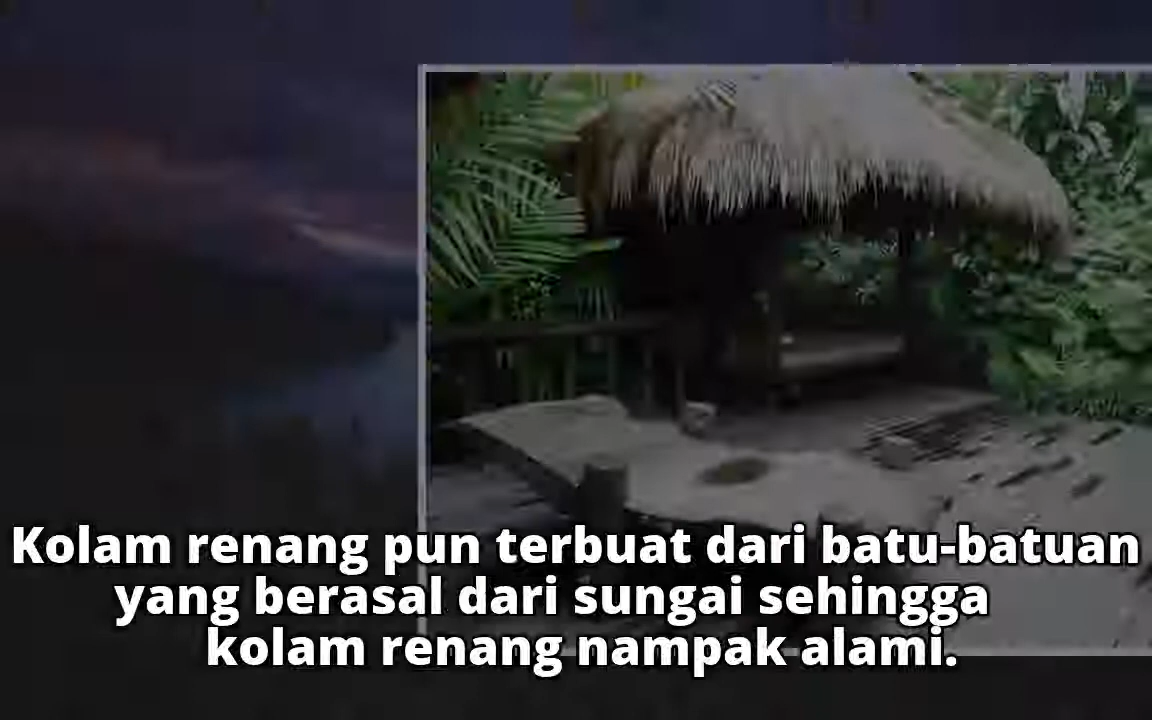 Kolam renang pun terbuat dari batu-batuan
yang berasal dari sungai sehingga
kolam renang nampak alami.